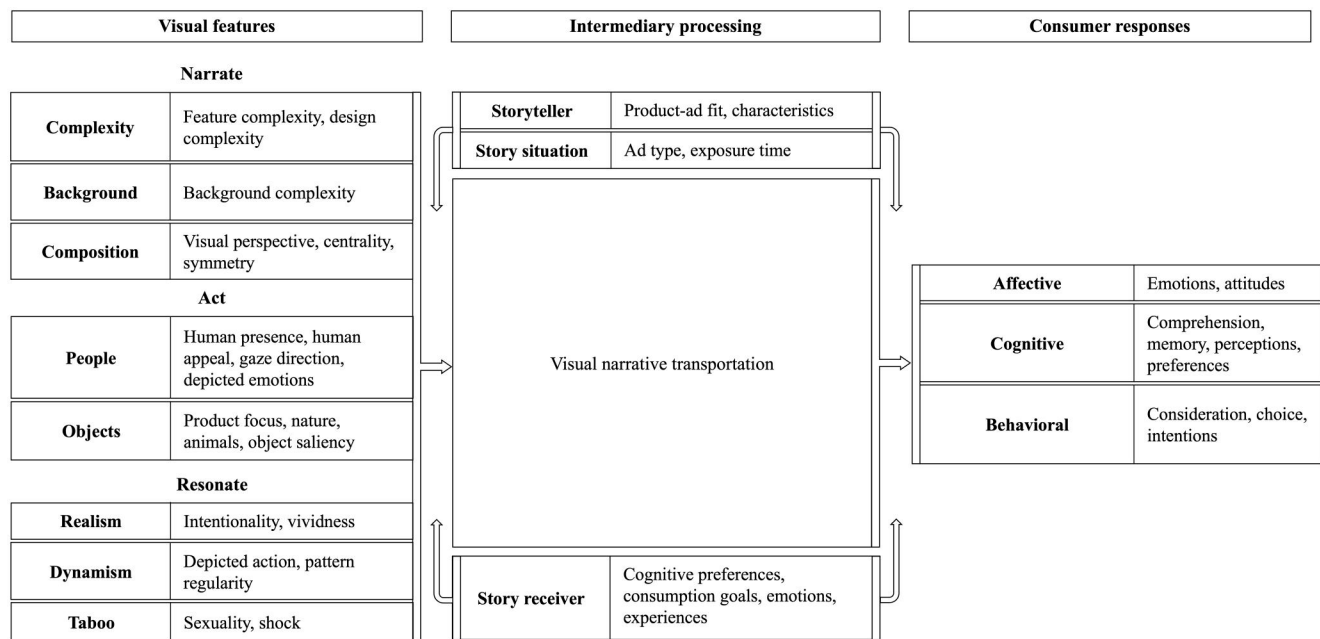 Visual features
Intermediary processing
Consumer responses
Narrate
Complexity
Feature complexity, design
complexity
Background
Background complexity
Composition
Visual perspective, centrality,
symmetry
Act
People
Human presence, human
appeal, gaze direction,
depicted emotions
Objects
Product focus, nature,
animals, object saliency
Resonate
Realism
Intentionality, vividness
Dynamism
Depicted action, pattern
regularity
Taboo
Sexuality, shock
Storyteller
Product-ad fit, characteristics
Story situation
Ad type, exposure time
Visual narrative transportation
Story receiver
Cognitive preferences,
consumption goals, emotions,
experiences
Affective
Emotions, attitudes
Cognitive
Comprehension,
memory, perceptions,
preferences
Behavioral
Consideration, choice,
intentions